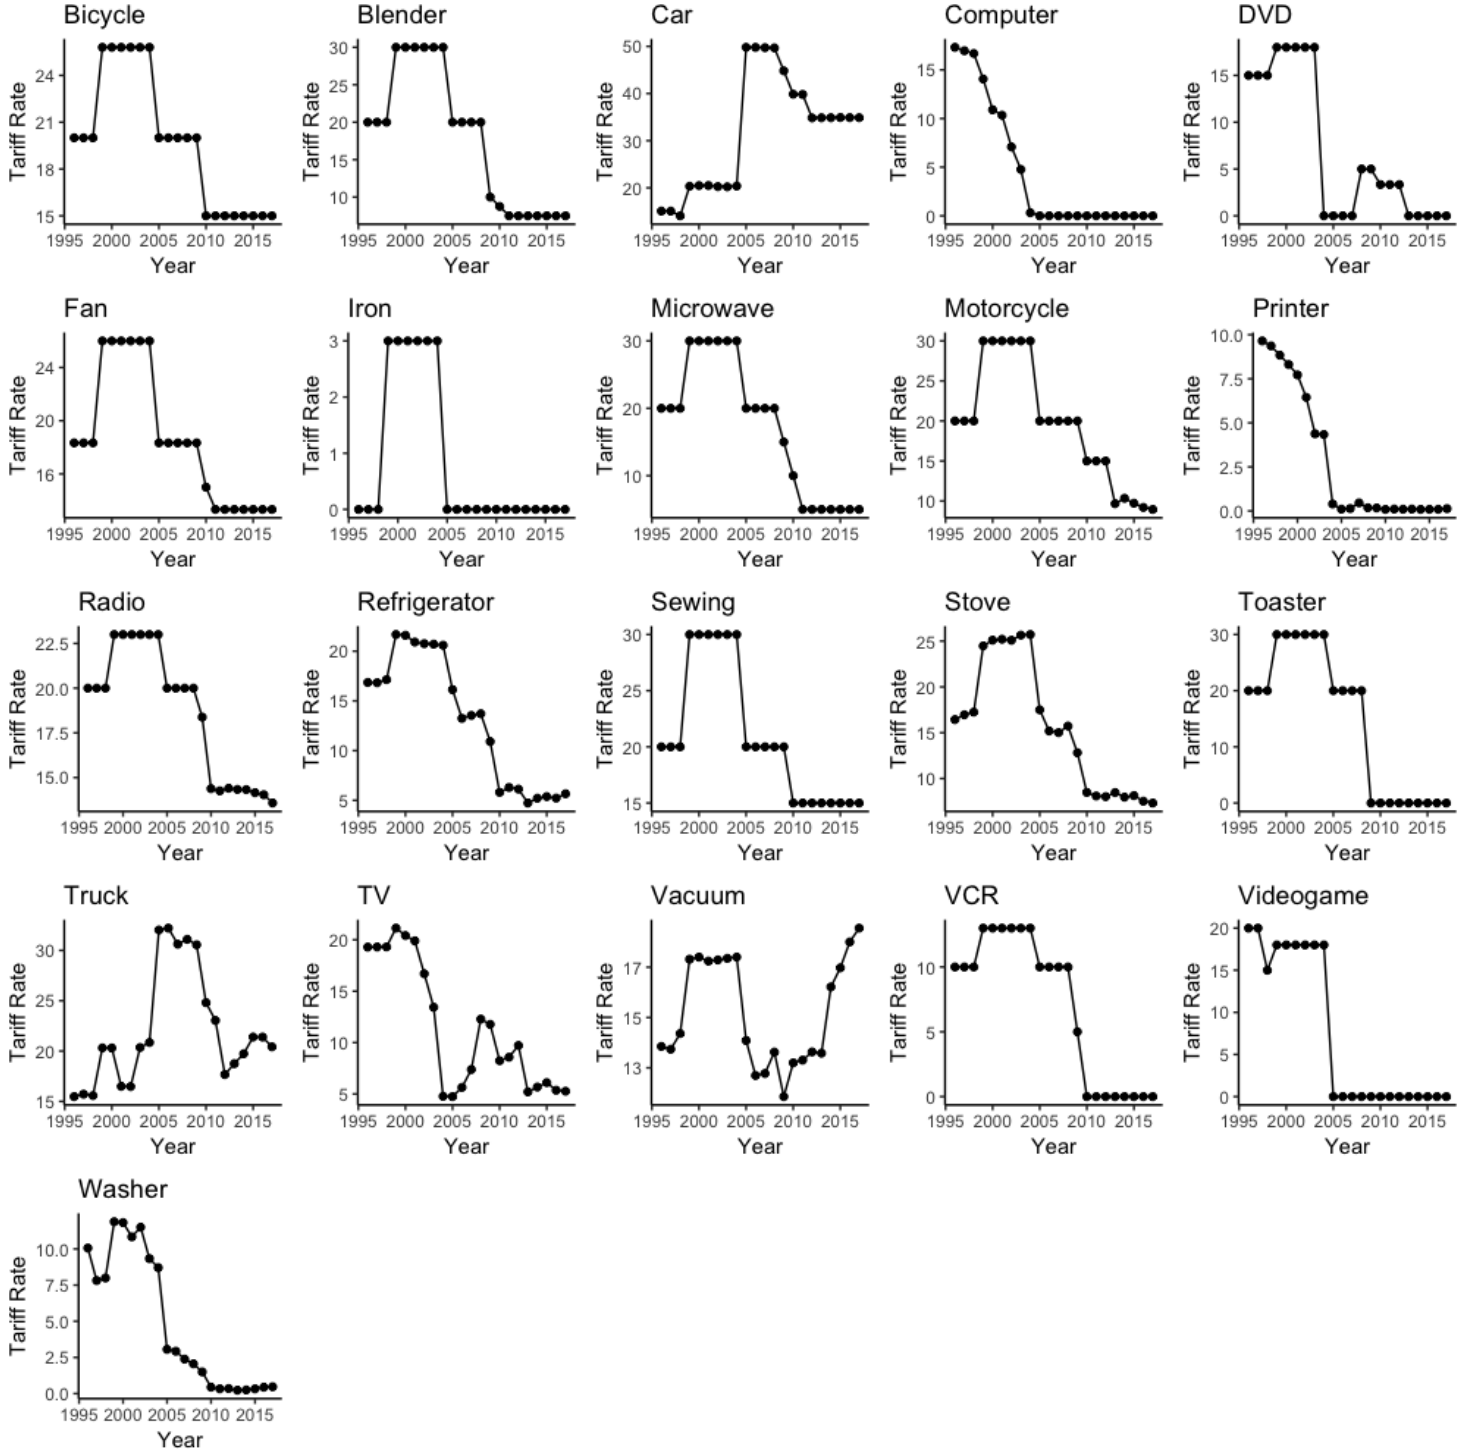 Bicycle Blender Car Computer DVD
Tariff Rate 24 21 18 15
Tariff Rate 30 25 20 15 10
Tariff Rate 50 40 30 20
Tariff Rate 15 10 5 0
Tariff Rate 15 10 5 0
1995 2000 2005 2010 2015 1995 2000 2005 2010 2015 1995 2000 2005 2010 2015 1995 2000 2005 2010 2015 1995 2000 2005 2010 2015
Year Year Year Year Year
Fan Iron Microwave Motorcycle Printer
Tariff Rate 24 20 16
Tariff Rate 3 2 1 0
Tariff Rate 30 20 10
Tariff Rate 30 25 20 15 10
Tariff Rate 10.0 7.5 5.0 2.5 0.0
1995 2000 2005 2010 2015 1995 2000 2005 2010 2015 1995 2000 2005 2010 2015 1995 2000 2005 2010 2015 1995 2000 2005 2010 2015
Year Year Year Year Year
Radio Refrigerator Sewing Stove Toaster
Tariff Rate 22.5 20.0 17.5 15.0
Tariff Rate 20 15 10 5
Tariff Rate 30 25 20 15
Tariff Rate 25 20 15 10
Tariff Rate 30 20 10 0
1995 2000 2005 2010 2015 1995 2000 2005 2010 2015 1995 2000 2005 2010 2015 1995 2000 2005 2010 2015 1995 2000 2005 2010 2015
Year Year Year Year Year
Truck TV Vacuum VCR Videogame
Tariff Rate 30 25 20 15
Tariff Rate 20 15 10 5
Tariff Rate 17 15 13
Tariff Rate 10 5 0
Tariff Rate 20 15 10 5 0
1995 2000 2005 2010 2015 1995 2000 2005 2010 2015 1995 2000 2005 2010 2015 1995 2000 2005 2010 2015 1995 2000 2005 2010 2015
Year Year Year Year Year
Washer
Tariff Rate 10.0 7.5 5.0 2.5 0.0
1995 2000 2005 2010 2015
Year